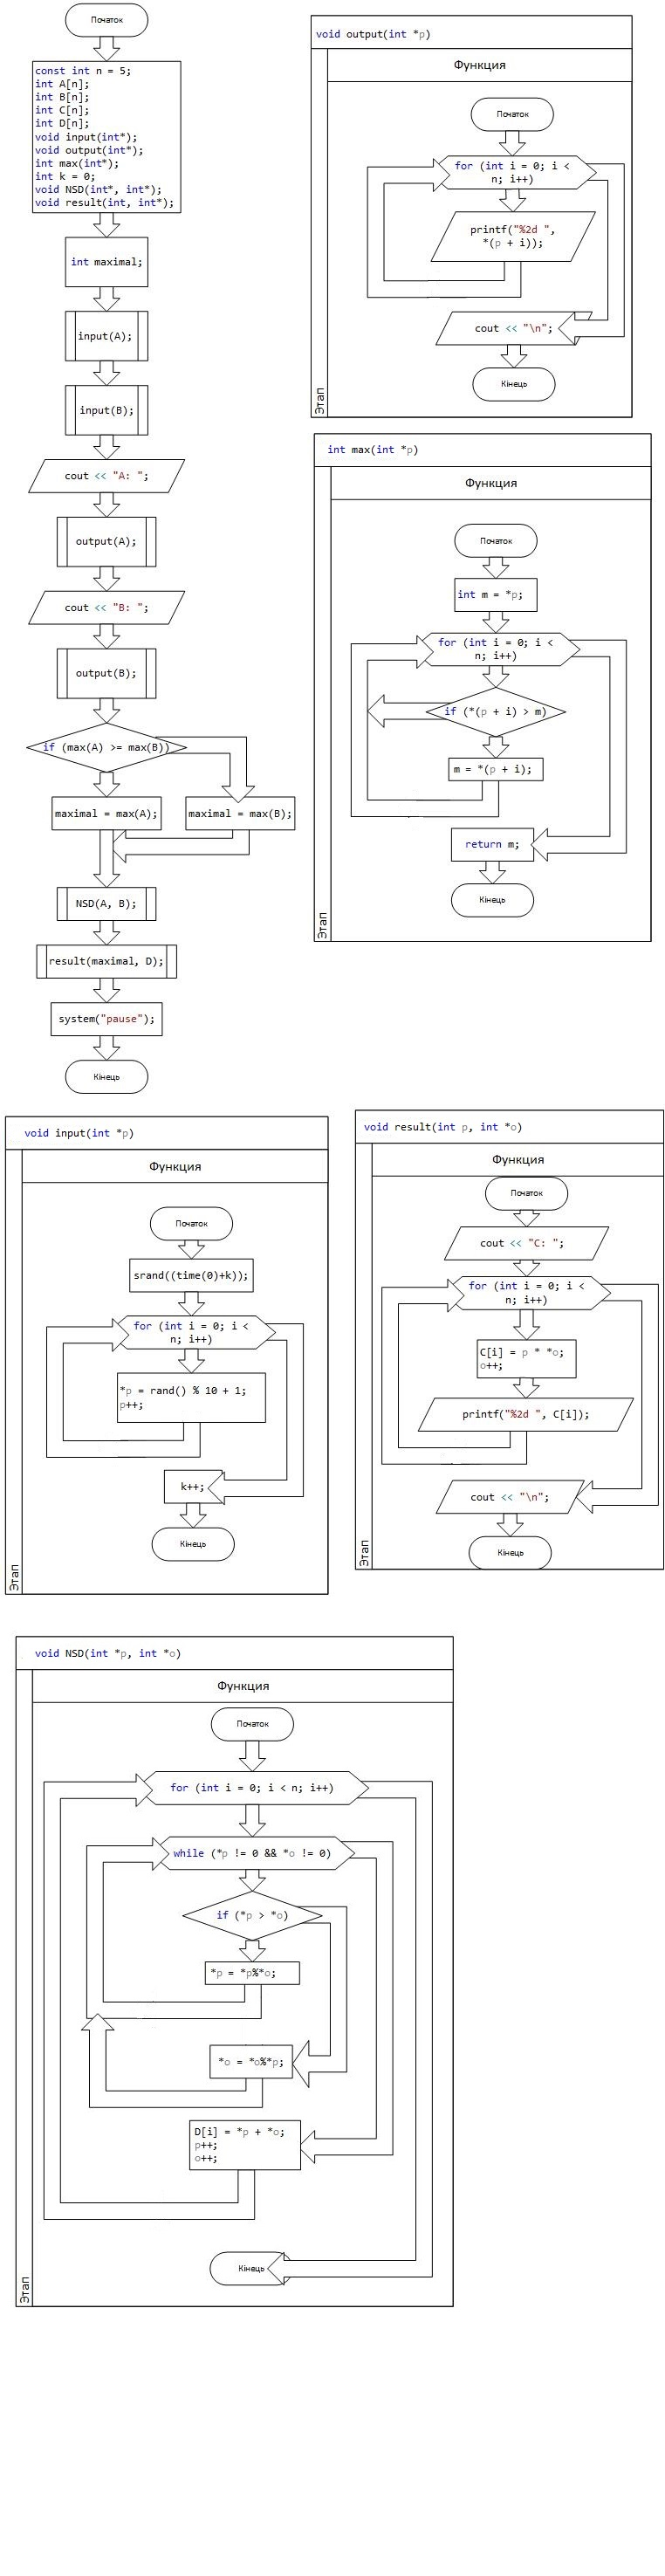 Початок
const int n = 5;
int A[n];
int B[n];
int C[n];
int D[n];
void input(int*);
void output(int*);
int max(int*);
int k = 0;
void NSD(int*, int*);
void result(int, int*);
int maximal;
input(A);
input(B);
cout << "A: ";
output(A);
cout << "B: ";
output(B);
if (max(A) >= max(B))
maximal = max(A);
maximal = max(B);
NSD(A, B);
result(maximal, D);
system("pause");
Кінець
void output(int *p)
Функция
Этап
Початок
for (int i = 0; i <
n; i++)
printf("%2d ",
*(p + i));
cout << "\n";
Кінець
int max(int *p)
Функция
Этап
Початок
int m = *p;
for (int i = 0; i <
n; i++)
if (*(p + i) > m)
m = *(p + i);
return m;
Кінець
void input(int *p)
Функция
Этап
Початок
srand((time(0)+k));
for (int i = 0; i <
n; i++)
*p = rand() % 10 + 1;
p++;
k++;
Кінець
void result(int p, int *o)
Функция
Этап
Початок
cout << "C: ";
for (int i = 0; i <
n; i++)
C[i] = p * *o;
o++;
printf("%2d ", C[i]);
cout << "\n";
Кінець
void NSD(int *p, int *o)
Функция
Этап
Початок
for (int i = 0; i < n; i++)
while (*p != 0 && *o != 0)
if (*p > *o)
*p = *p%*o;
*o = *o%*p;
D[i] = *p + *o;
p++;
o++;
Кінець